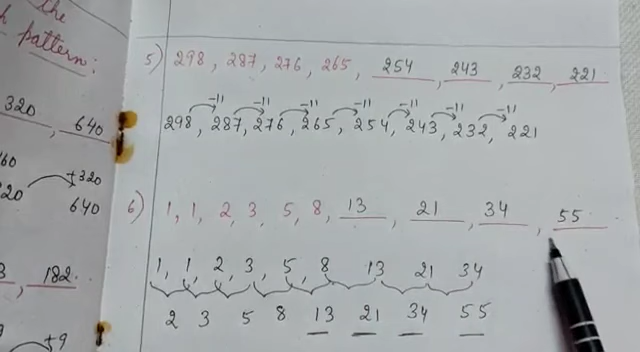 the
pattern:
320, 640
+320
640
182
+9
5) 298, 287, 276, 265, 254, 243, 232, 221
-11 -11 -11 -11 -11 -11 -11
298, 287, 276, 265, 254, 243, 232, 221
6) 1, 1, 2, 3, 5, 8, 13, 21, 34, 55
1, 1, 2, 3, 5, 8 13 21 34
2 3 5 8 13 21 34 55